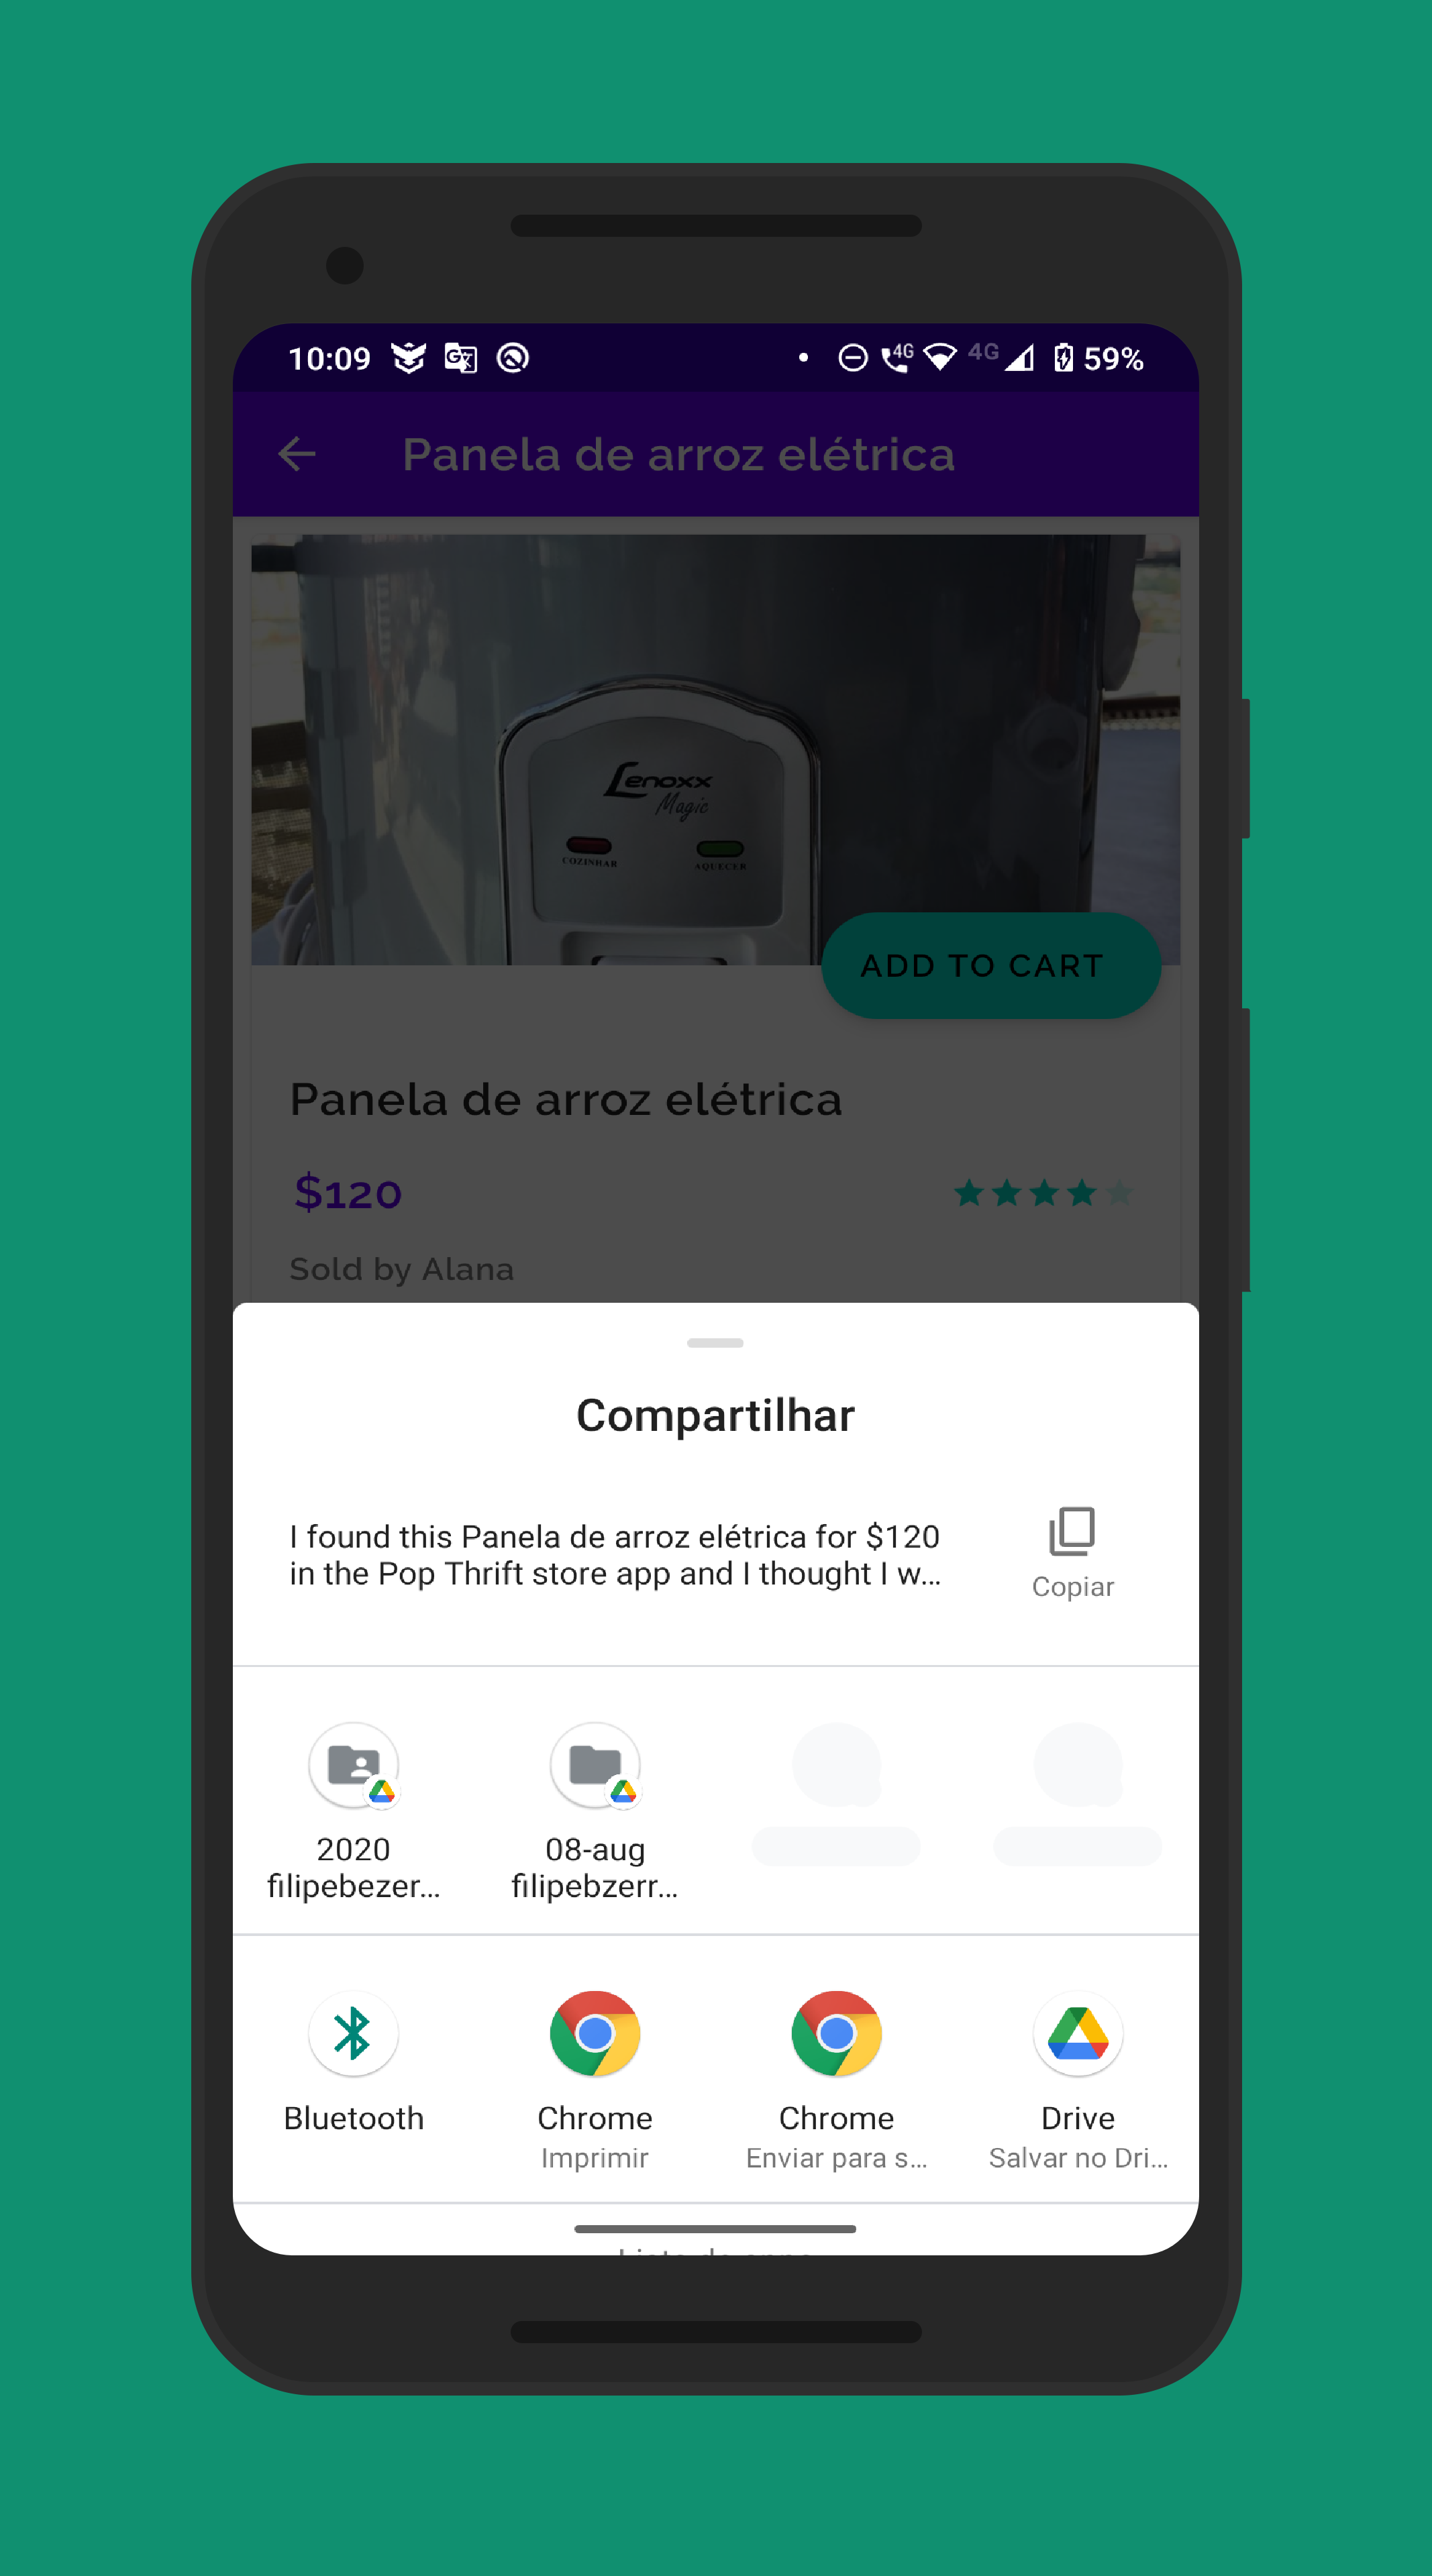 10:09
4G
4G
59%
Panela de arroz elétrica
Lenoxx
Magic
COZINHAR
AQUECER
ADD TO CART
Panela de arroz elétrica
$120
Sold by Alana
Compartilhar
I found this Panela de arroz elétrica for $120
in the Pop Thrift store app and I thought I w...
Copiar
2020
filipebezer...
08-aug
filipebzerr...
Bluetooth
Chrome
Imprimir
Chrome
Enviar para s...
Drive
Salvar no Dri...